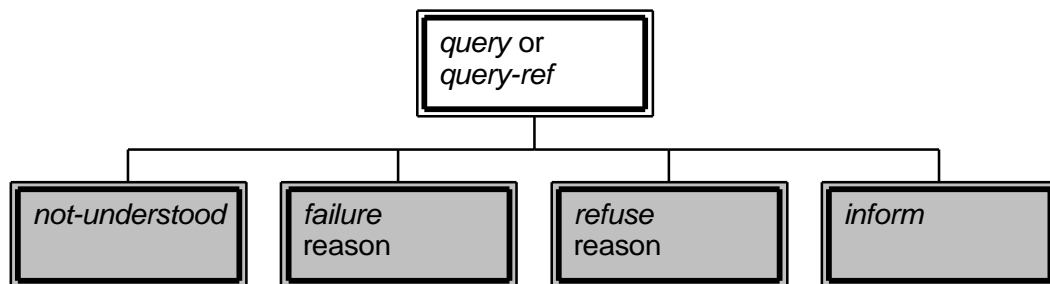 query or
query-ref
not-understood
failure
reason
refuse
reason
inform